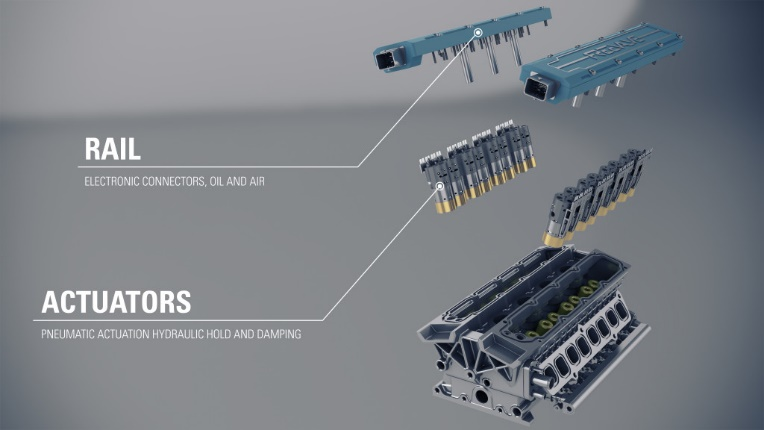 RAIL
ELECTRONIC CONNECTORS, OIL AND AIR
ACTUATORS
PNEUMATIC ACTUATION HYDRAULIC HOLD AND DAMPING